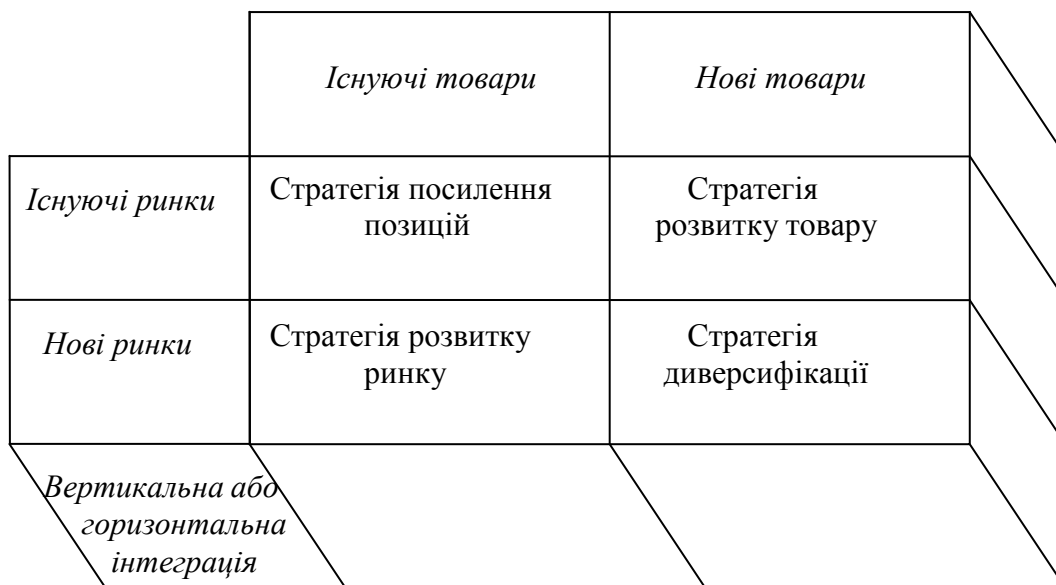 Існуючі товари
Нові товари
Існуючі ринки
Стратегія посилення
позицій
Стратегія
розвитку товару
Нові ринки
Стратегія розвитку
ринку
Стратегія
диверсифікації
Вертикальна або
горизонтальна
інтеграція